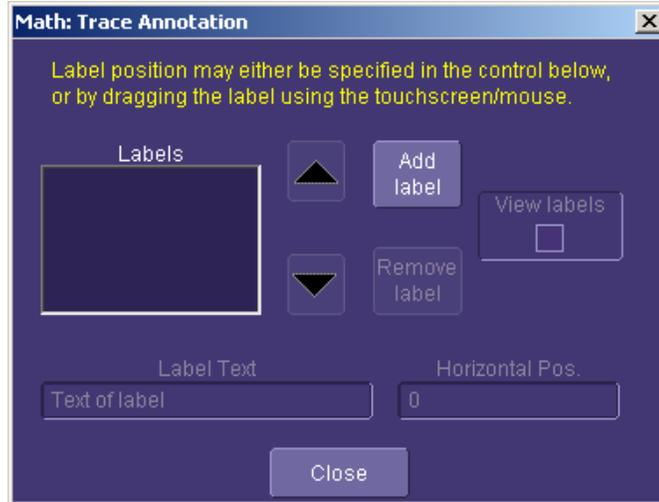 Math: Trace Annotation
Label position may either be specified in the control below,
or by dragging the label using the touchscreen/mouse.
Labels
Add
label
View labels
Remove
label
Label Text
Horizontal Pos.
Text of label
0
Close